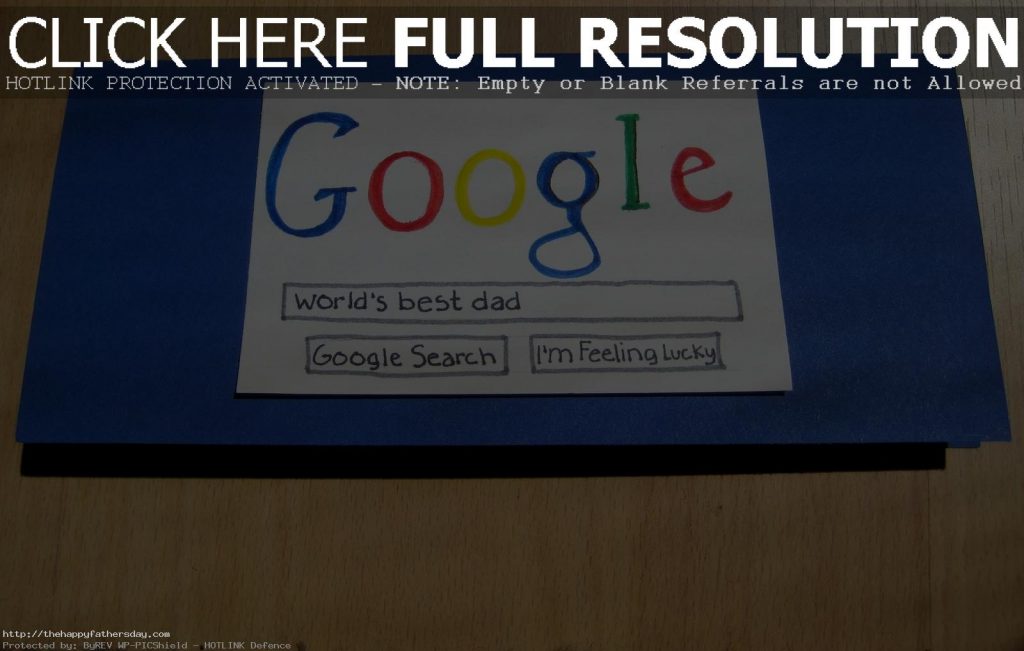 CLICK HERE FULL RESOLUTION
HOTLINK PROTECTION ACTIVATED - NOTE: Empty or Blank Referrals are not Allowed
Google
world's best dad
Google Search I'm Feeling Lucky
http://thehappyfathersday.com/
Protected by: ByREV WP-PICShield - HOTLINK Defence